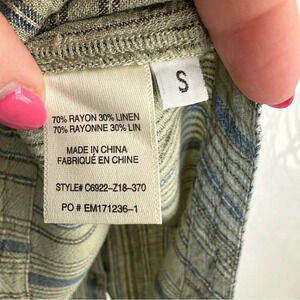 S
70% RAYON 30% LINEN
70% RAYONNE 30% LIN
MADE IN CHINA
FABRIQUÉ EN CHINE
STYLE# C6922-Z18-370
PO # EM171236-1